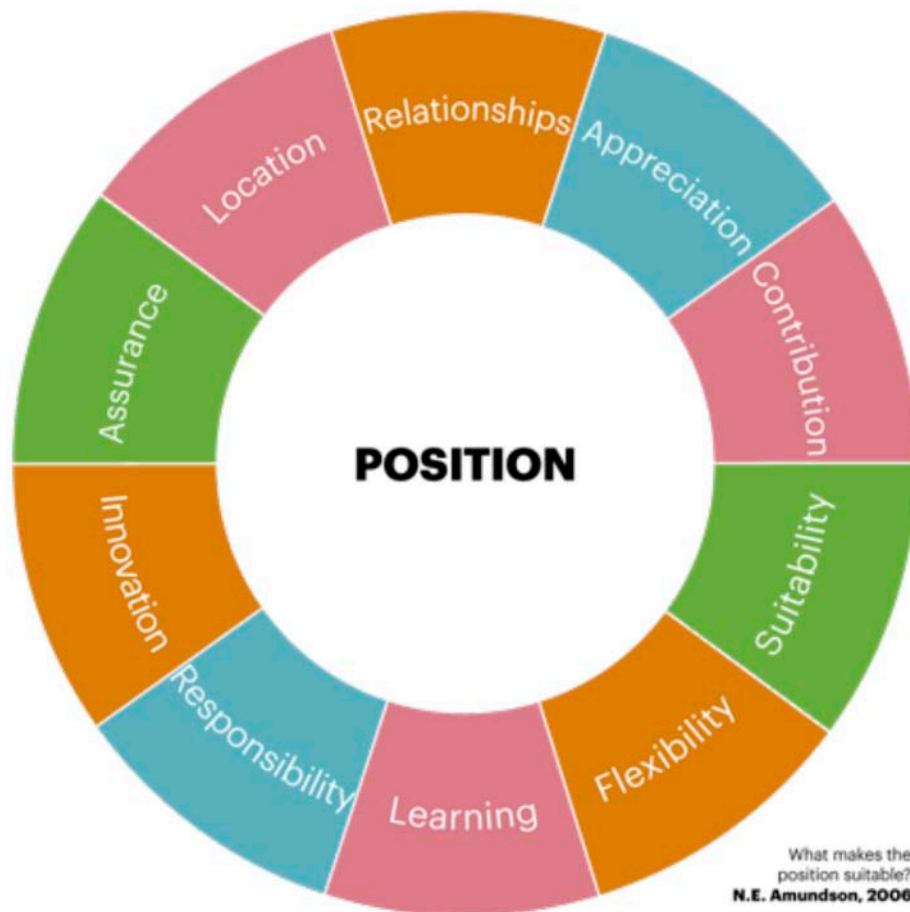 Relationships
Appreciation
Contribution
Suitability
Flexibility
Learning
Responsibility
Innovation
Assurance
Location
POSITION
What makes the
position suitable?
N.E. Amundson, 2006